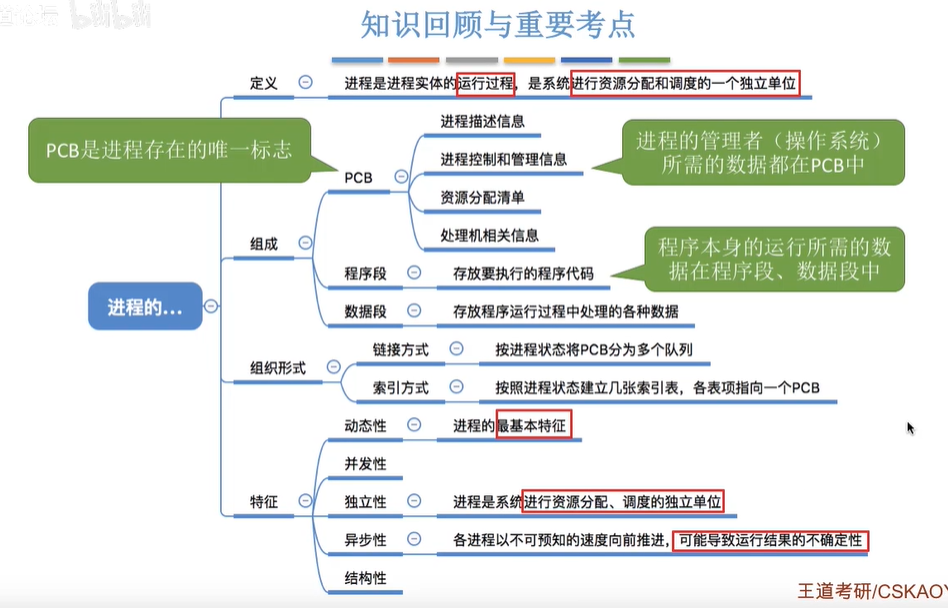 知识回顾与重要考点
定义
进程是进程实体的运行过程，是系统进行资源分配和调度的一个独立单位
PCB是进程存在的唯一标志
进程描述信息
进程控制和管理信息
进程的管理者（操作系统）
所需的数据都在PCB中
PCB
资源分配清单
处理机相关信息
组成
程序段
存放要执行的程序代码
程序本身的运行所需的数
据在程序段、数据段中
数据段
存放程序运行过程中处理的各种数据
进程的...
组织形式
链接方式
按进程状态将PCB分为多个队列
索引方式
按照进程状态建立几张索引表，各表项指向一个PCB
特征
动态性
进程的最基本特征
并发性
独立性
进程是系统进行资源分配、调度的独立单位
异步性
各进程以不可预知的速度向前推进，可能导致运行结果的不确定性
结构性
王道考研/CSKAOY
bilibili